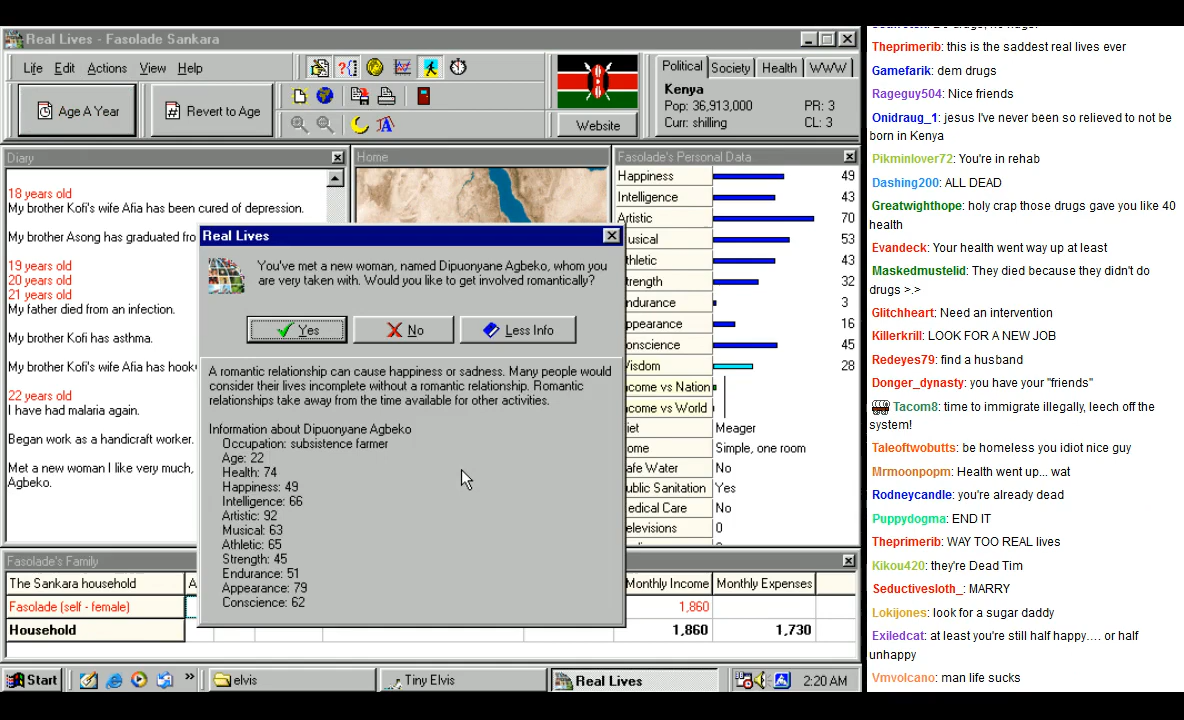 Real Lives - Fasolade Sankara
Life Edit Actions View Help
Age A Year
Revert to Age
Website
Political Society Health WWW
Kenya
Pop: 36,913,000 PR: 3
Curr: shilling CL: 3
Diary
18 years old
My brother Kofi's wife Afia has been cured of depression.
My brother Asong has graduated fro
19 years old
20 years old
21 years old
My father died from an infection.
My brother Kofi has asthma.
My brother Kofi's wife Afia has hook
22 years old
I have had malaria again.
Began work as a handicraft worker.
Met a new woman I like very much,
Agbeko.
Home
Real Lives
You've met a new woman, named Dipuonyane Agbeko, whom you
are very taken with. Would you like to get involved romantically?
Yes
No
Less Info
A romantic relationship can cause happiness or sadness. Many people would
consider their lives incomplete without a romantic relationship. Romantic
relationships take away from the time available for other activities.
Information about Dipuonyane Agbeko
Occupation: subsistence farmer
Age: 22
Health: 74
Happiness: 49
Intelligence: 66
Artistic: 92
Musical: 63
Athletic: 65
Strength: 45
Endurance: 51
Appearance: 79
Conscience: 62
Fasolade's Personal Data
Happiness 49
Intelligence 43
Artistic 70
usical 53
thletic 43
trength 32
ndurance 3
ppearance 16
onscience 45
isdom 28
come vs Nation
come vs World
iet Meager
ome Simple, one room
afe Water No
ublic Sanitation Yes
edical Care No
elevisions 0
Fasolade's Family
The Sankara household A Monthly Income Monthly Expenses
Fasolade (self - female) 1,860
Household 1,860 1,730
Start
elvis
Tiny Elvis
Real Lives
2:20 AM
Theprimerib: this is the saddest real lives ever
Gamefarik: dem drugs
Rageguy504: Nice friends
Onidraug_1: jesus I've never been so relieved to not be
born in Kenya
Pikminlover72: You're in rehab
Dashing200: ALL DEAD
Greatwighthope: holy crap those drugs gave you like 40
health
Evandeck: Your health went way up at least
Maskedmustelid: They died because they didn't do
drugs >.>
Glitchheart: Need an intervention
Killerkrill: LOOK FOR A NEW JOB
Redeyes79: find a husband
Donger_dynasty: you have your "friends"
Tacom8: time to immigrate illegally, leech off the
system!
Taleoftwobutts: be homeless you idiot nice guy
Mrmoonpopm: Health went up... wat
Rodneycandle: you're already dead
Puppydogma: END IT
Theprimerib: WAY TOO REAL lives
Kikou420: they're Dead Tim
Seductivesloth_: MARRY
Lokijones: look for a sugar daddy
Exiledcat: at least you're still half happy.... or half
unhappy
Vmvolcano: man life sucks